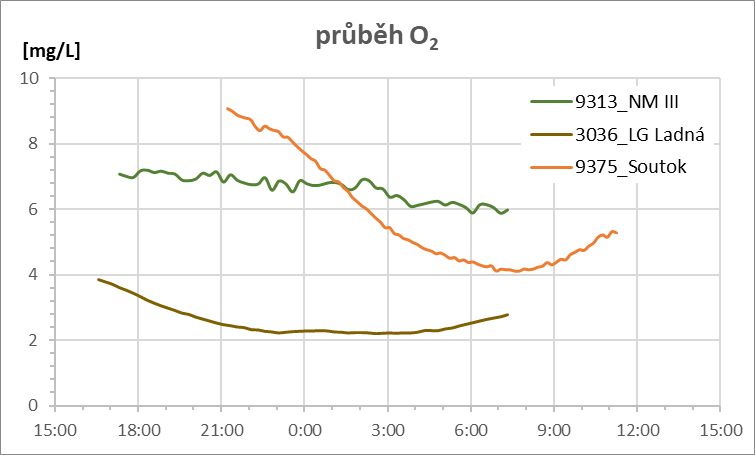 průběh O₂
[mg/L]
10
8
6
4
2
0
9313_NM III
3036_LG Ladná
9375_Soutok
15:00 18:00 21:00 0:00 3:00 6:00 9:00 12:00 15:00